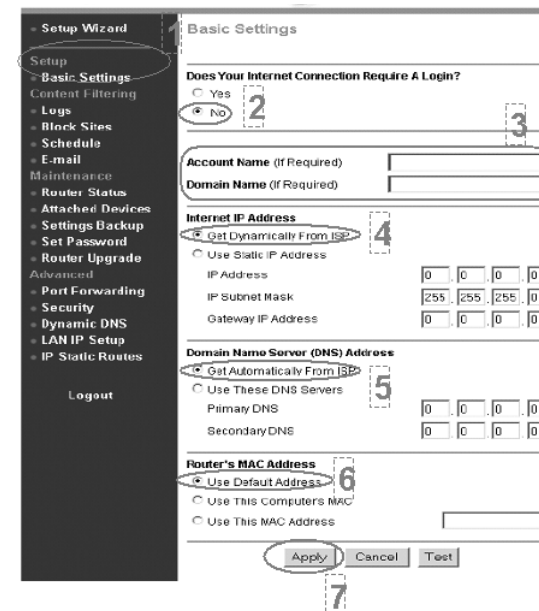 Setup Wizard
Setup
Basic Settings
Content Filtering
Logs
Block Sites
Schedule
E-mail
Maintenance
Router Status
Attached Devices
Settings Backup
Set Password
Router Upgrade
Advanced
Port Forwarding
Security
Dynamic DNS
LAN IP Setup
IP Static Routes
Logout
1
Basic Settings
Does Your Internet Connection Require A Login?
Yes
No
2
3
Account Name (If Required)
Domain Name (If Required)
Internet IP Address
Get Dynamically From ISP
4
Use Static IP Address
IP Address 0 . 0 . 0 . 0
IP Subnet Mask 255 . 255 . 255 . 0
Gateway IP Address 0 . 0 . 0 . 0
Domain Name Server (DNS) Address
Get Automatically From ISP
5
Use These DNS Servers
Primary DNS 0 . 0 . 0 . 0
Secondary DNS 0 . 0 . 0 . 0
Router's MAC Address
Use Default Address
6
Use This Computer's MAC
Use This MAC Address
Apply Cancel Test
7